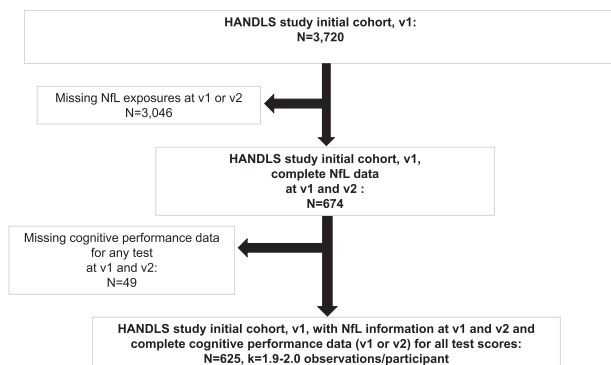 HANDLS study initial cohort, v1:
N=3,720
Missing NfL exposures at v1 or v2
N=3,046
HANDLS study initial cohort, v1,
complete NfL data
at v1 and v2 :
N=674
Missing cognitive performance data
for any test
at v1 and v2:
N=49
HANDLS study initial cohort, v1, with NfL information at v1 and v2 and
complete cognitive performance data (v1 or v2) for all test scores:
N=625, k=1.9-2.0 observations/participant